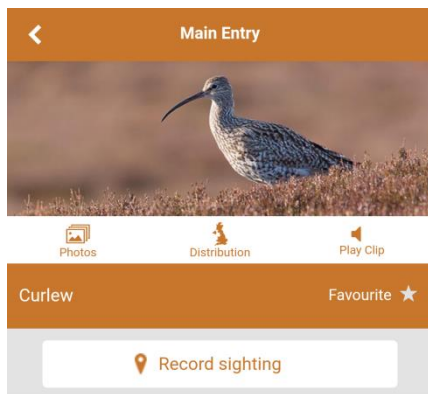 Main Entry
Photos Distribution Play Clip
Curlew Favourite
Record sighting